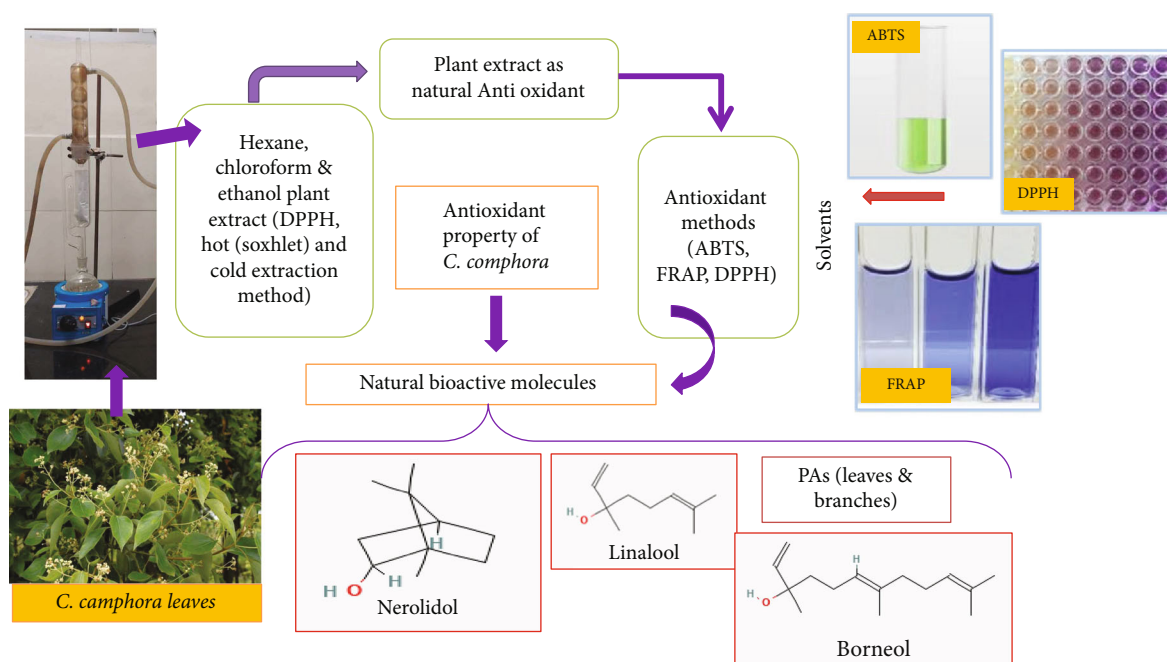 Hexane,
chloroform &
ethanol plant
extract (DPPH,
hot (soxhlet) and
cold extraction
method)
Plant extract as
natural Anti oxidant
Antioxidant
property of
C. comphora
Antioxidant
methods
(ABTS,
FRAP, DPPH)
Solvents
ABTS
DPPH
FRAP
Natural bioactive molecules
C. camphora leaves
H
H O H
Nerolidol
H O
Linalool
PAs (leaves &
branches)
H
H O
Borneol